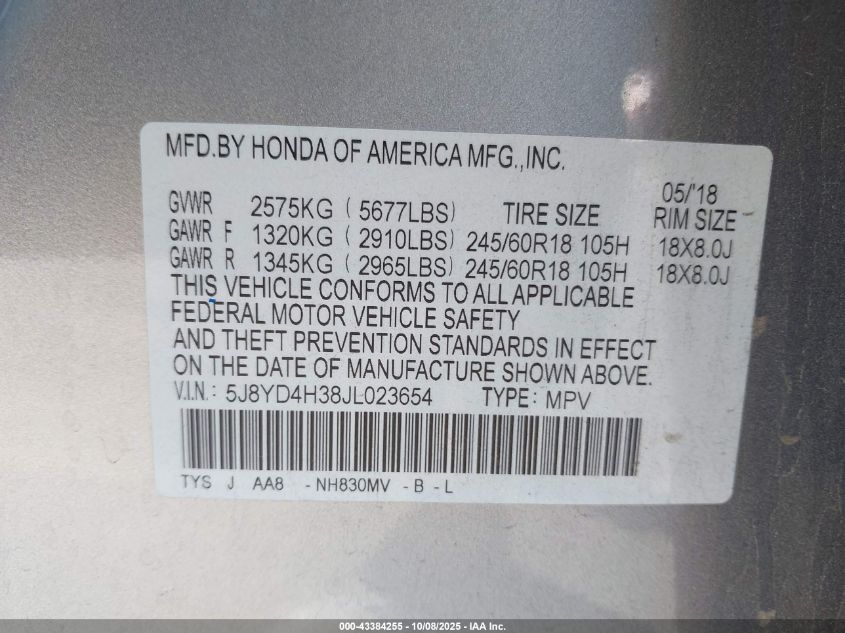 MFD.BY HONDA OF AMERICA MFG.,INC.
05/'18
GVWR 2575KG ( 5677LBS) TIRE SIZE RIM SIZE
GAWR F 1320KG ( 2910LBS) 245/60R18 105H 18X8.0J
GAWR R 1345KG ( 2965LBS) 245/60R18 105H 18X8.0J
THIS VEHICLE CONFORMS TO ALL APPLICABLE
FEDERAL MOTOR VEHICLE SAFETY
AND THEFT PREVENTION STANDARDS IN EFFECT
ON THE DATE OF MANUFACTURE SHOWN ABOVE.
V.I.N.: 5J8YD4H38JL023654 TYPE: MPV
TYS J AA8 -NH830MV -B -L
000-43384255 - 10/08/2025 - IAA Inc.